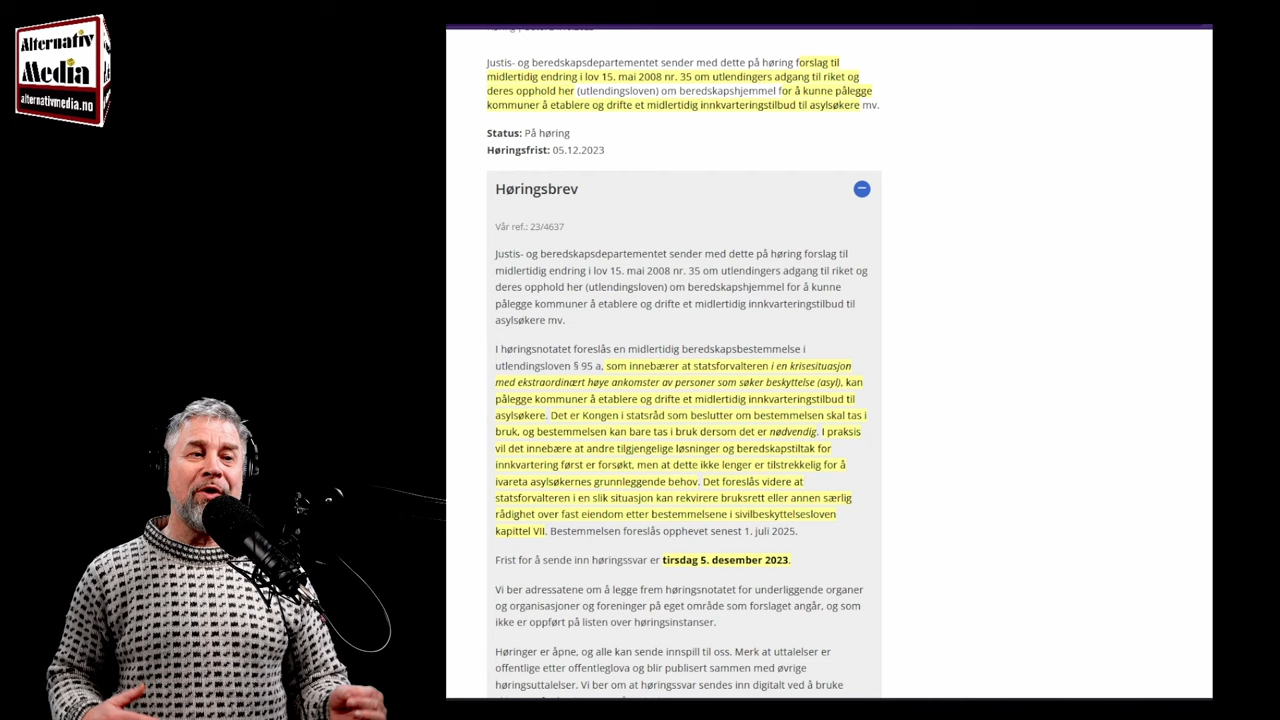 Alternativ
Media
alternativmedia.no
Justis- og beredskapsdepartementet sender med dette på høring forslag til
midlertidig endring i lov 15. mai 2008 nr. 35 om utlendingers adgang til riket og
deres opphold her (utlendingsloven) om beredskapshjemmel for å kunne pålegge
kommuner å etablere og drifte et midlertidig innkvarteringstilbud til asylsøkere mv.
Status: På høring
Høringsfrist: 05.12.2023
Høringsbrev
Vår ref.: 23/4637
Justis- og beredskapsdepartementet sender med dette på høring forslag til
midlertidig endring i lov 15. mai 2008 nr. 35 om utlendingers adgang til riket og
deres opphold her (utlendingsloven) om beredskapshjemmel for å kunne
pålegge kommuner å etablere og drifte et midlertidig innkvarteringstilbud til
asylsøkere mv.
I høringsnotatet foreslås en midlertidig beredskapsbestemmelse i
utlendingsloven § 95 a, som innebærer at statsforvalteren i en krisesituasjon
med ekstraordinært høye ankomster av personer som søker beskyttelse (asyl), kan
pålegge kommuner å etablere og drifte et midlertidig innkvarteringstilbud til
asylsøkere. Det er Kongen i statsråd som beslutter om bestemmelsen skal tas i
bruk, og bestemmelsen kan bare tas i bruk dersom det er nødvendig. I praksis
vil det innebære at andre tilgjengelige løsninger og beredskapstiltak for
innkvartering først er forsøkt, men at dette ikke lenger er tilstrekkelig for å
ivareta asylsøkernes grunnleggende behov. Det foreslås videre at
statsforvalteren i en slik situasjon kan rekvirere bruksrett eller annen særlig
rådighet over fast eiendom etter bestemmelsene i sivilbeskyttelsesloven
kapittel VII. Bestemmelsen foreslås opphevet senest 1. juli 2025.
Frist for å sende inn høringssvar er tirsdag 5. desember 2023.
Vi ber adressatene om å legge frem høringsnotatet for underliggende organer
og organisasjoner og foreninger på eget område som forslaget angår, og som
ikke er oppført på listen over høringsinstanser.
Høringer er åpne, og alle kan sende innspill til oss. Merk at uttalelser er
offentlige etter offentleglova og blir publisert sammen med øvrige
høringsuttalelser. Vi ber om at høringssvar sendes inn digitalt ved å bruke